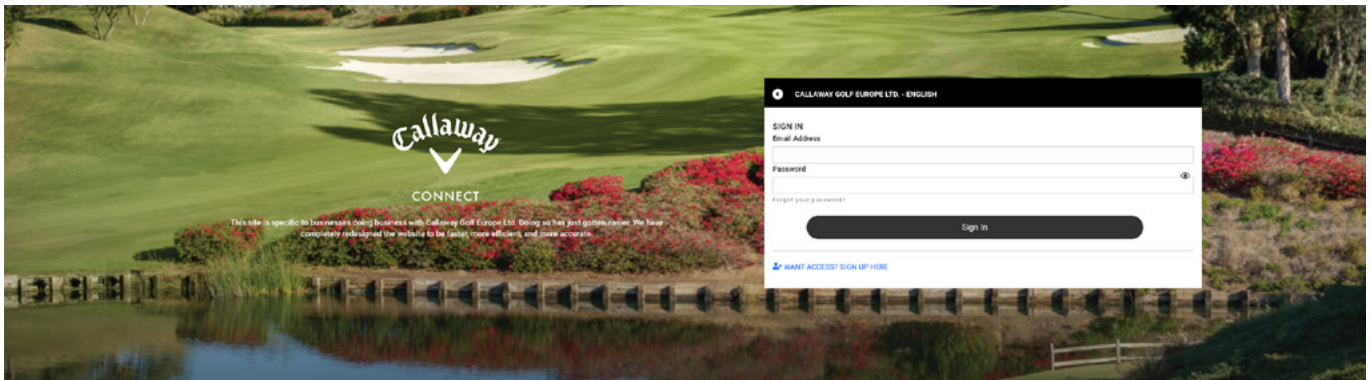 Callaway
CONNECT
This site is specific to businesses doing business with Callaway Golf Europe Ltd. Doing so has just gotten easier. We have
completely redesigned the website to be faster, more efficient, and more accurate.
CALLAWAY GOLF EUROPE LTD. - ENGLISH
SIGN IN
Email Address
Password
Forgot your password?
Sign In
WANT ACCESS? SIGN UP HERE